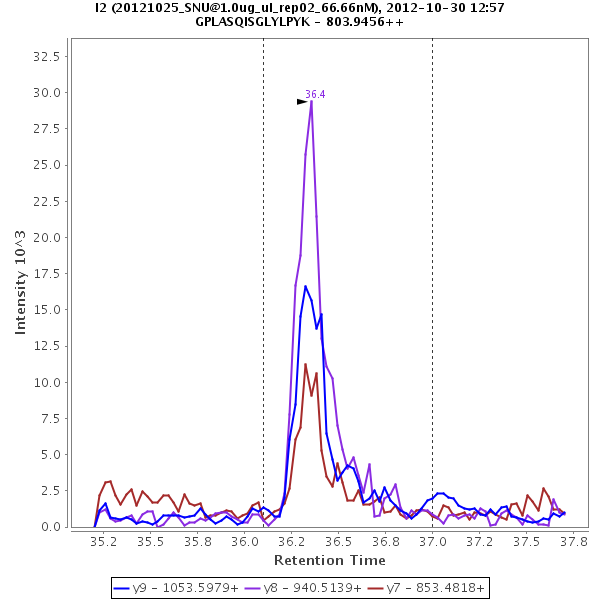 I2 (20121025_SNU@1.0ug_ul_rep02_66.66nM), 2012-10-30 12:57
GPLASQISGLYLPYK - 803.9456++
36.4
32.5
30.0
27.5
25.0
22.5
20.0
17.5
15.0
12.5
10.0
7.5
5.0
2.5
0.0
Intensity 10^3
35.2 35.5 35.8 36.0 36.2 36.5 36.8 37.0 37.2 37.5 37.8
Retention Time
y9 - 1053.5979+ y8 - 940.5139+ y7 - 853.4818+